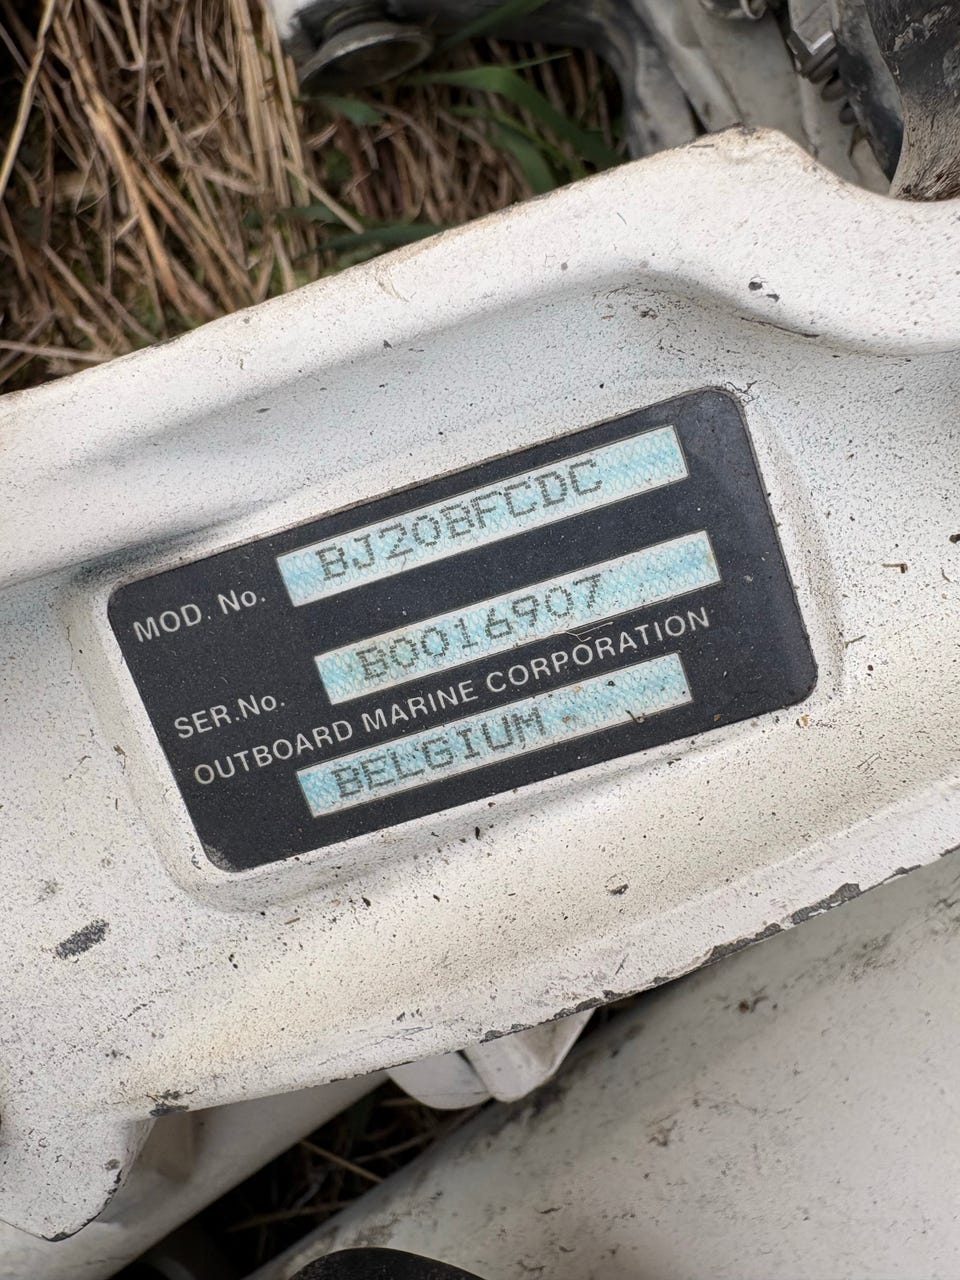 MOD. No. BJ20BFCDC
SER.No. B0016907
OUTBOARD MARINE CORPORATION
BELGIUM